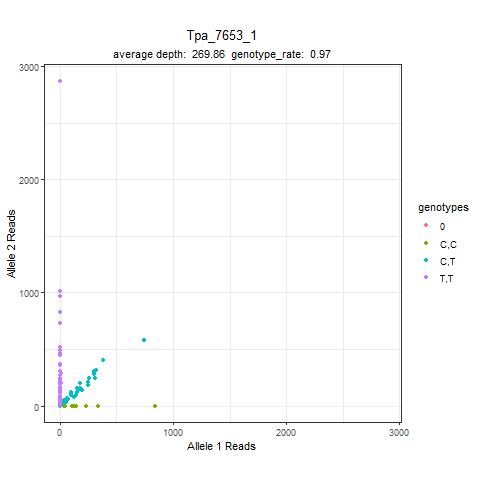 Tpa_7653_1
average depth: 269.86 genotype_rate: 0.97
3000
2000
1000
0
Allele 2 Reads
0
1000
2000
3000
Allele 1 Reads
genotypes
0
C,C
C,T
T,T